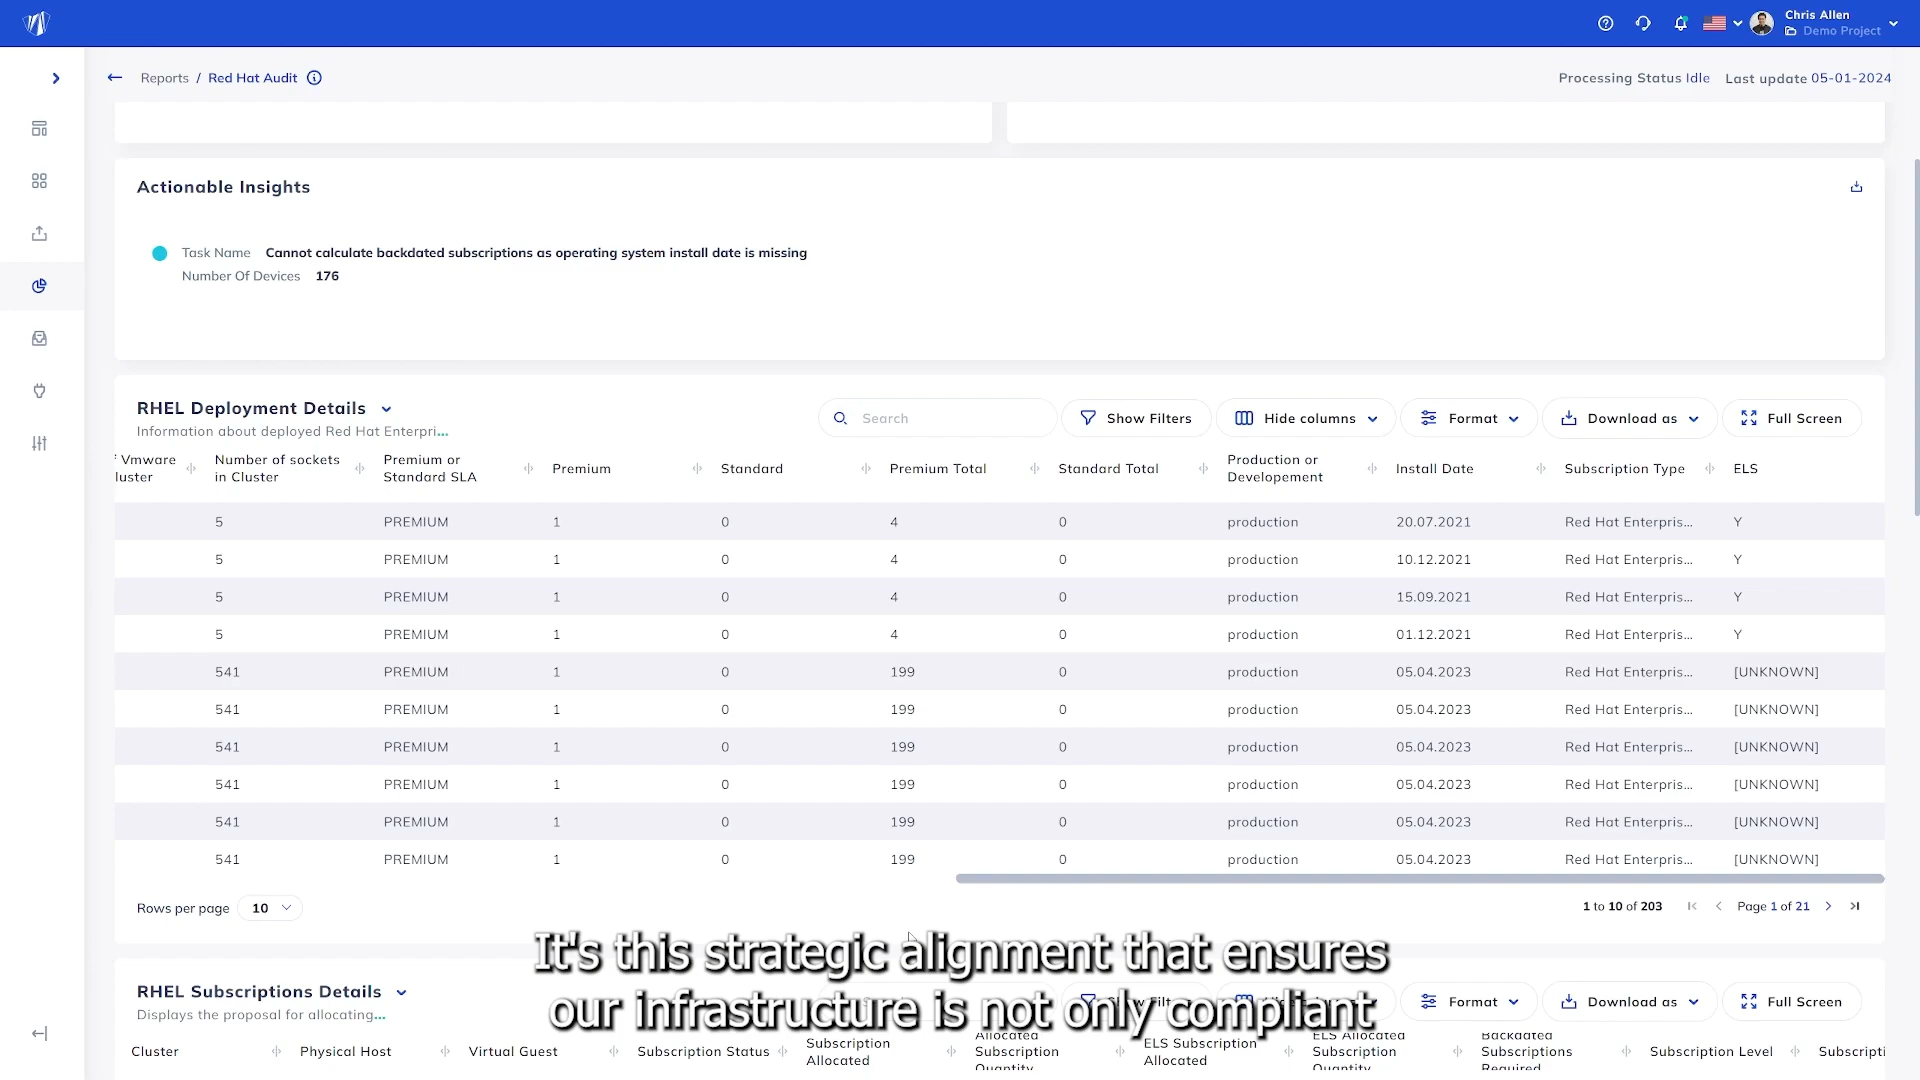 Chris Allen
Demo Project
Reports / Red Hat Audit
Processing Status Idle Last update 05-01-2024
Actionable Insights
Task Name Cannot calculate backdated subscriptions as operating system install date is missing
Number Of Devices 176
RHEL Deployment Details
Information about deployed Red Hat Enterpri...
Search
Show Filters
Hide columns
Format
Download as
Full Screen
Vmware
luster
Number of sockets
in Cluster
Premium or
Standard SLA
Premium
Standard
Premium Total
Standard Total
Production or
Developement
Install Date
Subscription Type
ELS
5 PREMIUM 1 0 4 0 production 20.07.2021 Red Hat Enterpris... Y
5 PREMIUM 1 0 4 0 production 10.12.2021 Red Hat Enterpris... Y
5 PREMIUM 1 0 4 0 production 15.09.2021 Red Hat Enterpris... Y
5 PREMIUM 1 0 4 0 production 01.12.2021 Red Hat Enterpris... Y
541 PREMIUM 1 0 199 0 production 05.04.2023 Red Hat Enterpris... [UNKNOWN]
541 PREMIUM 1 0 199 0 production 05.04.2023 Red Hat Enterpris... [UNKNOWN]
541 PREMIUM 1 0 199 0 production 05.04.2023 Red Hat Enterpris... [UNKNOWN]
541 PREMIUM 1 0 199 0 production 05.04.2023 Red Hat Enterpris... [UNKNOWN]
541 PREMIUM 1 0 199 0 production 05.04.2023 Red Hat Enterpris... [UNKNOWN]
541 PREMIUM 1 0 199 0 production 05.04.2023 Red Hat Enterpris... [UNKNOWN]
Rows per page 10
1 to 10 of 203
Page 1 of 21
It's this strategic alignment that ensures
our infrastructure is not only compliant
RHEL Subscriptions Details
Displays the proposal for allocating...
Format
Download as
Full Screen
Cluster
Physical Host
Virtual Guest
Subscription Status
Subscription
Allocated
Allocated
Subscription
Quantity
ELS Subscription
Allocated
ELS Allocated
Subscription
Quantity
Backdated
Subscriptions
Required
Subscription Level
Subscripti